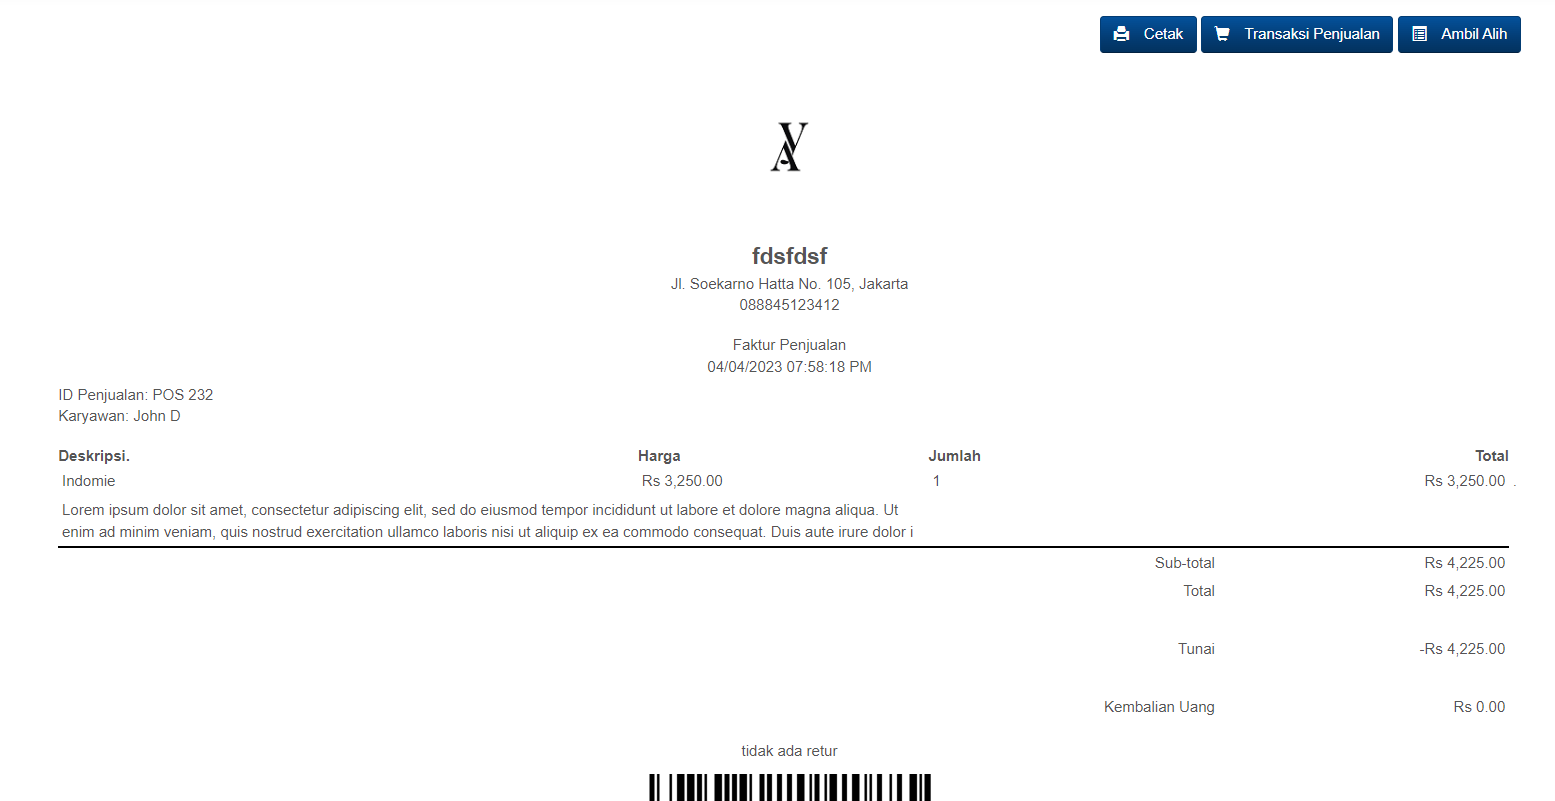 Cetak Transaksi Penjualan Ambil Alih
VA
fdsfdsf
Jl. Soekarno Hatta No. 105, Jakarta
088845123412
Faktur Penjualan
04/04/2023 07:58:18 PM
ID Penjualan: POS 232
Karyawan: John D
Deskripsi. Harga Jumlah Total
Indomie Rs 3,250.00 1 Rs 3,250.00 .
Lorem ipsum dolor sit amet, consectetur adipiscing elit, sed do eiusmod tempor incididunt ut labore et dolore magna aliqua. Ut
enim ad minim veniam, quis nostrud exercitation ullamco laboris nisi ut aliquip ex ea commodo consequat. Duis aute irure dolor i
Sub-total Rs 4,225.00
Total Rs 4,225.00
Tunai -Rs 4,225.00
Kembalian Uang Rs 0.00
tidak ada retur